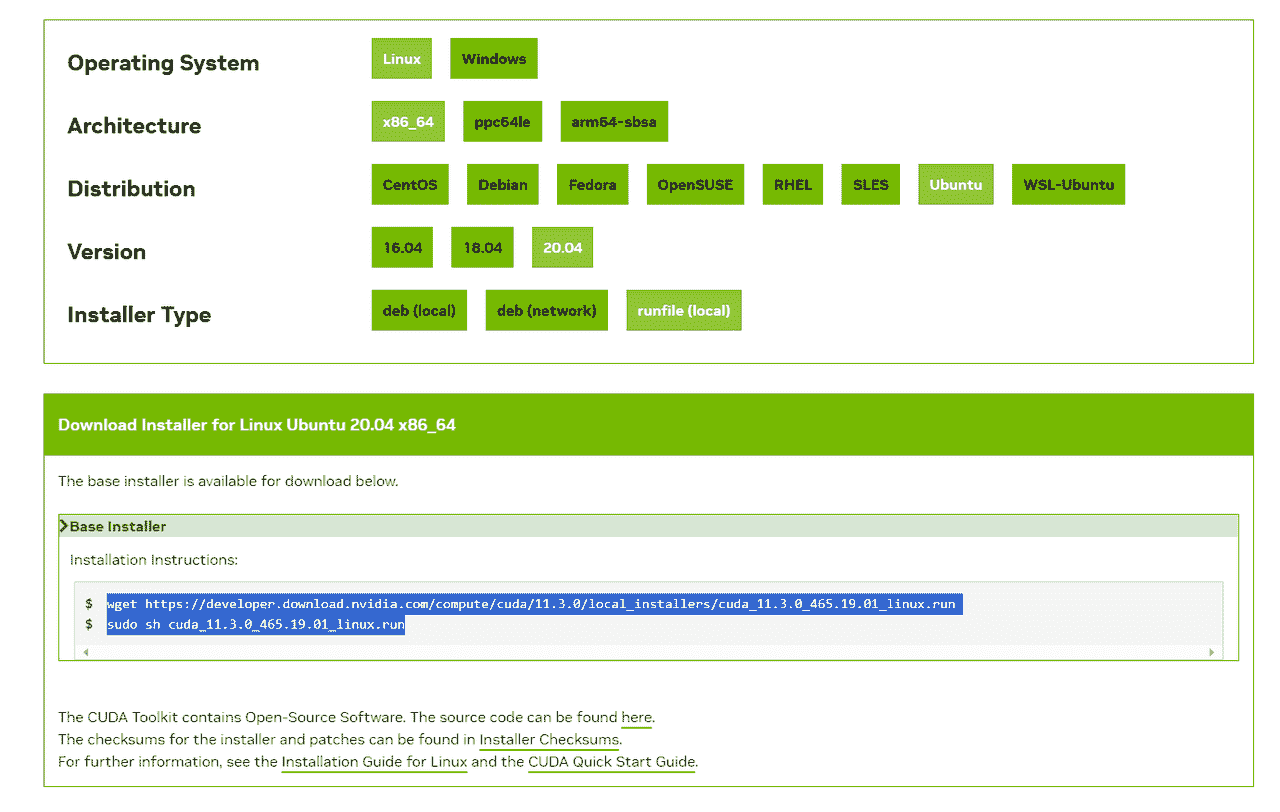 Operating System Linux Windows
Architecture x86_64 ppc64le arm64-sbsa
Distribution CentOS Debian Fedora OpenSUSE RHEL SLES Ubuntu WSL-Ubuntu
Version 16.04 18.04 20.04
Installer Type deb (local) deb (network) runfile (local)
Download Installer for Linux Ubuntu 20.04 x86_64
The base installer is available for download below.
Base Installer
Installation Instructions:
$ wget https://developer.download.nvidia.com/compute/cuda/11.3.0/local_installers/cuda_11.3.0_465.19.01_linux.run
$ sudo sh cuda_11.3.0_465.19.01_linux.run
The CUDA Toolkit contains Open-Source Software. The source code can be found here.
The checksums for the installer and patches can be found in Installer Checksums.
For further information, see the Installation Guide for Linux and the CUDA Quick Start Guide.